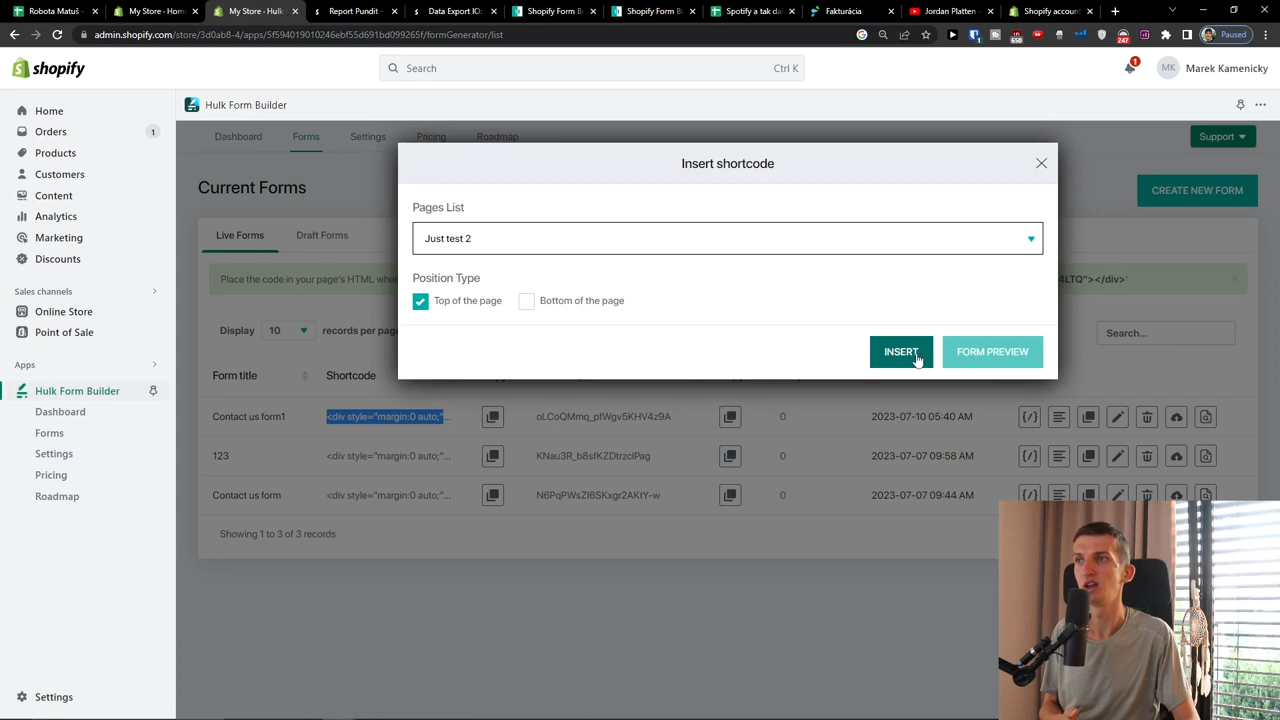 Robota Matúš
My Store · Home
My Store · Hulk
Report Pundit -
Data Export IO:
Shopify Form B
Shopify Form B
Spotify a tak da
Fakturácia
Jordan Platten -
Shopify account
admin.shopify.com/store/3d0ab8-4/apps/5f594019010246ebf55d691bd099265f/formGenerator/list
650
247
Paused
shopify
Search
Ctrl K
1
MK
Marek Kamenicky
Home
Orders
1
Products
Customers
Content
Analytics
Marketing
Discounts
Sales channels
Online Store
Point of Sale
Apps
Hulk Form Builder
Dashboard
Forms
Settings
Pricing
Roadmap
Settings
Hulk Form Builder
Dashboard
Forms
Settings
Pricing
Roadmap
Support
Current Forms
CREATE NEW FORM
Live Forms
Draft Forms
Place the code in your page's HTML whe
4LTQ"></div>`
Display
10
records per pag
Search...
Insert shortcode
Pages List
Just test 2
Position Type
Top of the page
Bottom of the page
INSERT
FORM PREVIEW
Form title
Shortcode
Contact us form1
<div style="margin:0 auto;"...
oLCoQMmq_pfWgv5KHV4z9A
0
2023-07-10 05:40 AM
123
<div style="margin:0 auto;"...
KNau3R_b8sfKZDtrzcIPag
0
2023-07-07 09:58 AM
Contact us form
<div style="margin:0 auto;"...
N6PqPWsZI6SKxgr2AKtY-w
0
2023-07-07 09:44 AM
Showing 1 to 3 of 3 records